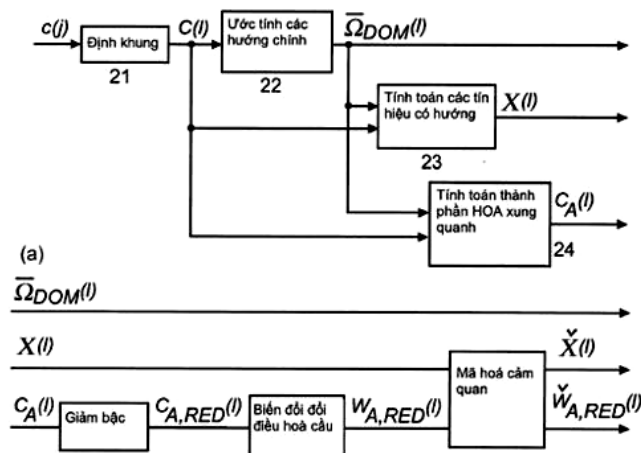 c(j)
Định khung
21
C(l)
Ước tính các
hướng chính
22
Ω̅DOM(l)
Tính toán các tín
hiệu có hướng
23
X(l)
Tính toán thành
phần HOA xung
quanh
24
CA(l)
(a)
Ω̅DOM(l)
X(l)
CA(l)
Giảm bậc
CA,RED(l)
Biến đổi đổi
điều hoà cầu
WA,RED(l)
Mã hoá cảm
quan
X̌(l)
W̌A,RED(l)